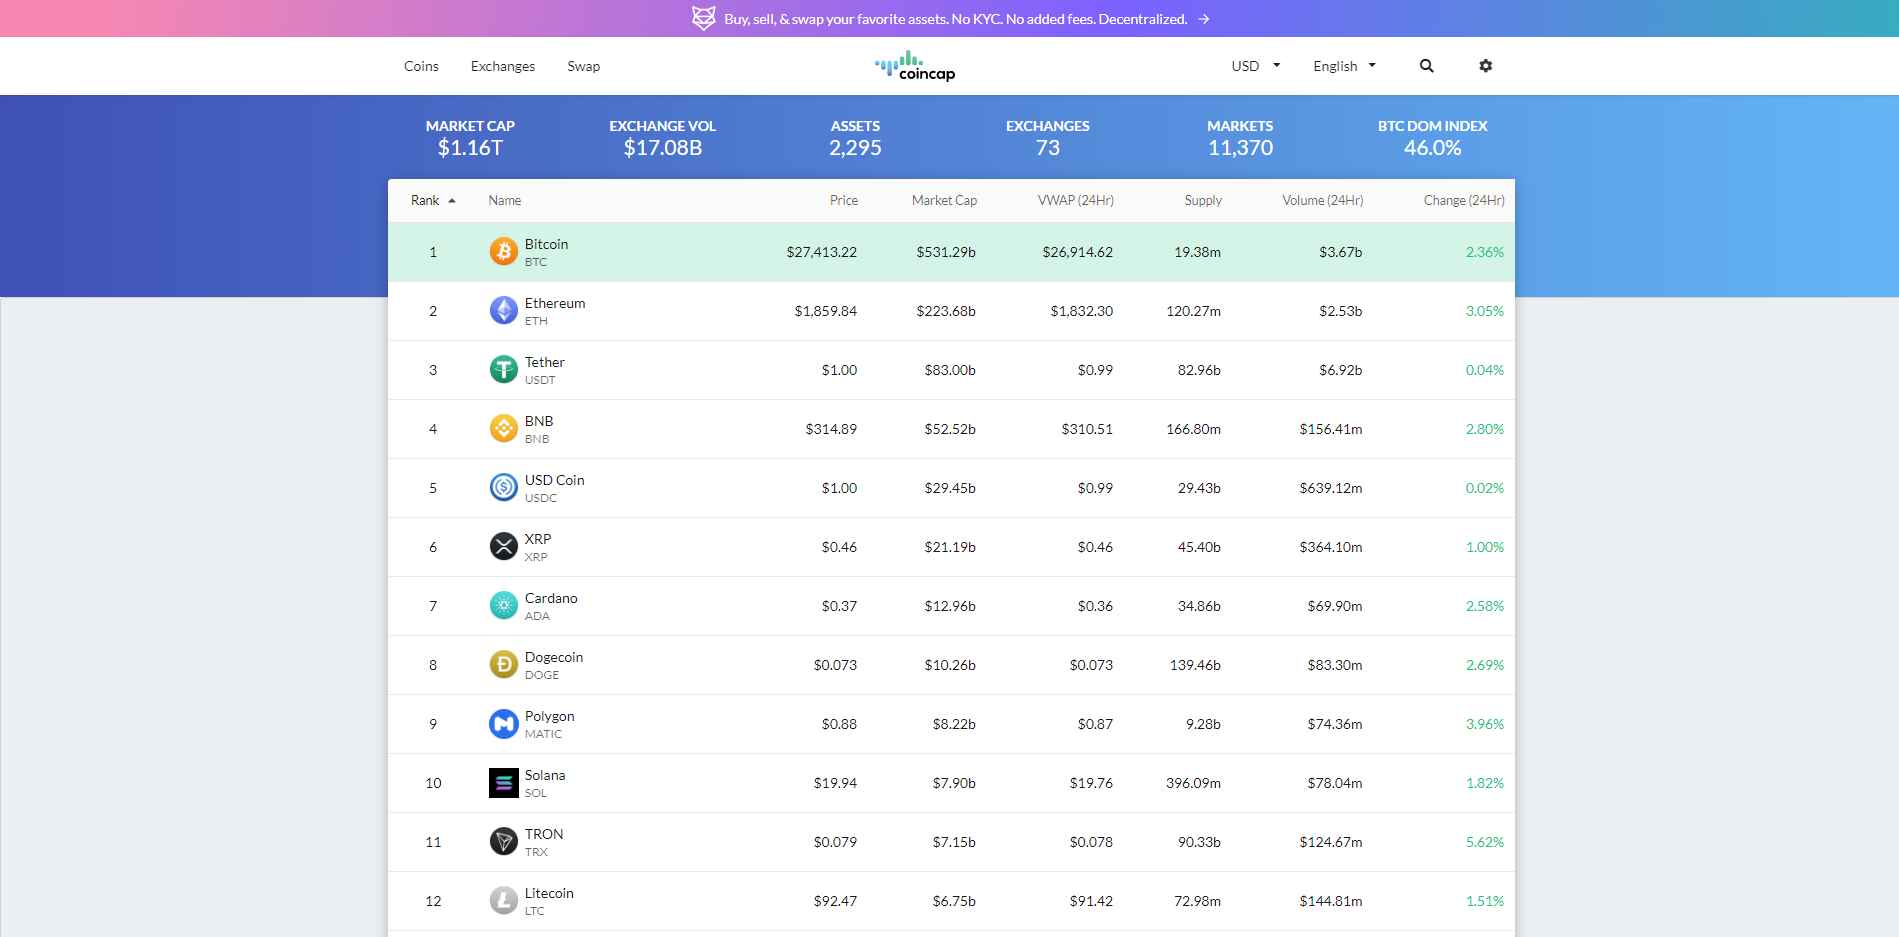 Buy, sell, & swap your favorite assets. No KYC. No added fees. Decentralized. →
Coins Exchanges Swap coincap USD English
MARKET CAP EXCHANGE VOL ASSETS EXCHANGES MARKETS BTC DOM INDEX
$1.16T $17.08B 2,295 73 11,370 46.0%
Rank Name Price Market Cap VWAP (24Hr) Supply Volume (24Hr) Change (24Hr)
1 Bitcoin $27,413.22 $531.29b $26,914.62 19.38m $3.67b 2.36%
BTC
2 Ethereum $1,859.84 $223.68b $1,832.30 120.27m $2.53b 3.05%
ETH
3 Tether $1.00 $83.00b $0.99 82.96b $6.92b 0.04%
USDT
4 BNB $314.89 $52.52b $310.51 166.80m $156.41m 2.80%
BNB
5 USD Coin $1.00 $29.45b $0.99 29.43b $639.12m 0.02%
USDC
6 XRP $0.46 $21.19b $0.46 45.40b $364.10m 1.00%
XRP
7 Cardano $0.37 $12.96b $0.36 34.86b $69.90m 2.58%
ADA
8 Dogecoin $0.073 $10.26b $0.073 139.46b $83.30m 2.69%
DOGE
9 Polygon $0.88 $8.22b $0.87 9.28b $74.36m 3.96%
MATIC
10 Solana $19.94 $7.90b $19.76 396.09m $78.04m 1.82%
SOL
11 TRON $0.079 $7.15b $0.078 90.33b $124.67m 5.62%
TRX
12 Litecoin $92.47 $6.75b $91.42 72.98m $144.81m 1.51%
LTC